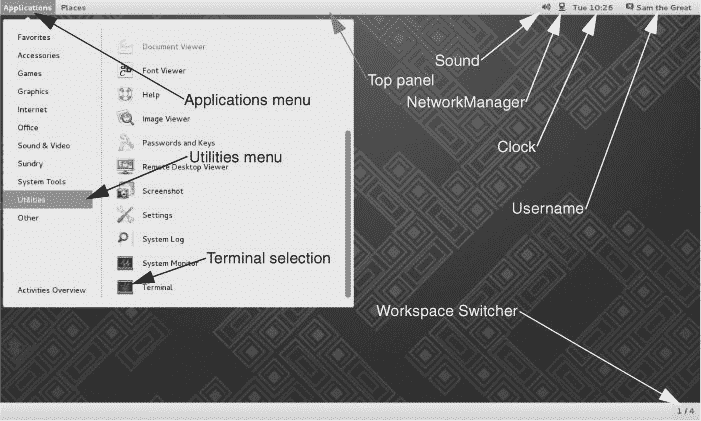 Applications Places
Tue 10:26
Sam the Great
Favorites
Accessories
Games
Graphics
Internet
Office
Sound & Video
Sundry
System Tools
Utilities
Other
Activities Overview
Document Viewer
Font Viewer
Help
Image Viewer
Passwords and Keys
Remote Desktop Viewer
Screenshot
Settings
System Log
System Monitor
Terminal
Applications menu
Utilities menu
Terminal selection
Top panel
Sound
NetworkManager
Clock
Username
Workspace Switcher
1 / 4